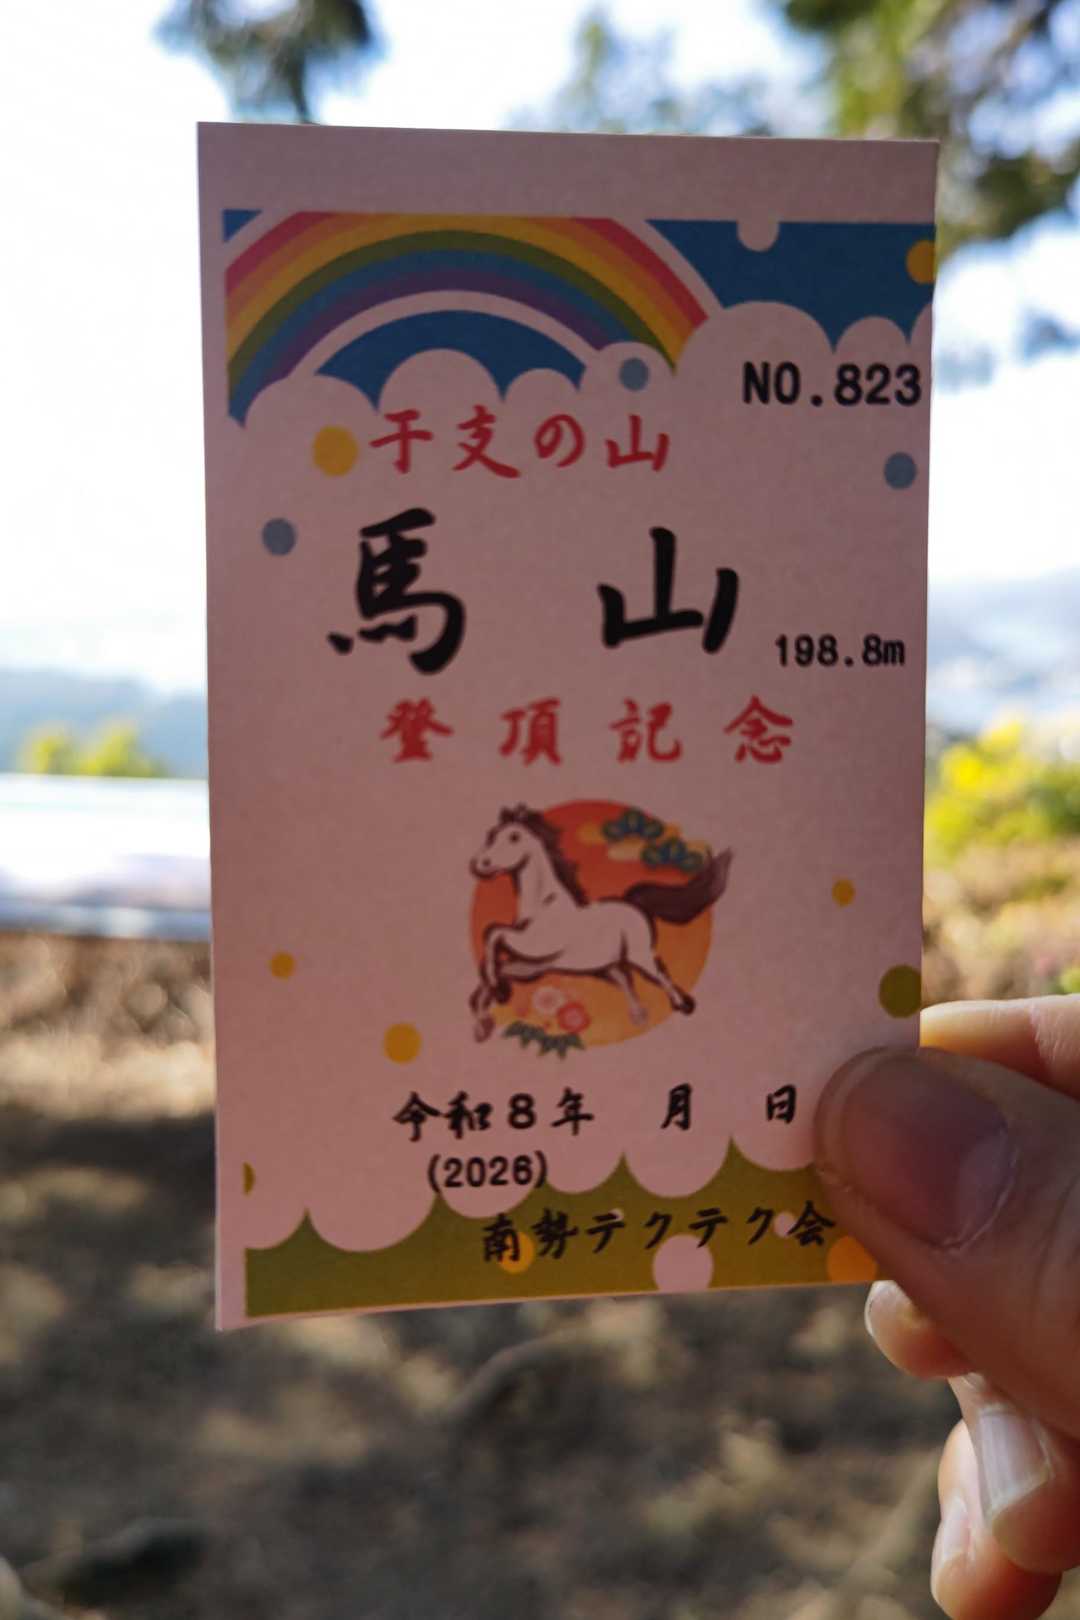 NO.823
干支の山
馬山
198.8m
登頂記念
令和8年 月 日
(2026)
南勢テクテク会